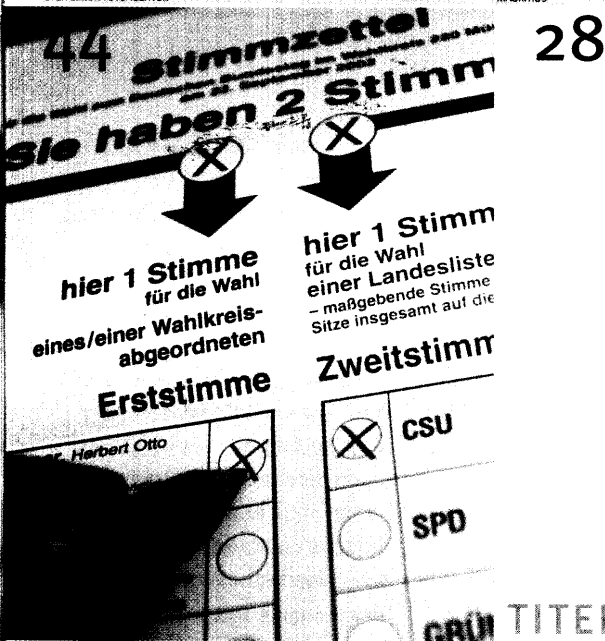 44
28
Stimmzettel
Sie haben 2 Stimm
hier 1 Stimme
für die Wahl
eines/einer Wahlkreis-
abgeordneten
Erststimme
hier 1 Stimm
für die Wahl
einer Landesliste
– maßgebende Stimme
Sitze insgesamt auf die
Zweitstimm
Herbert Otto
CSU
SPD
GRÜN
TITEL